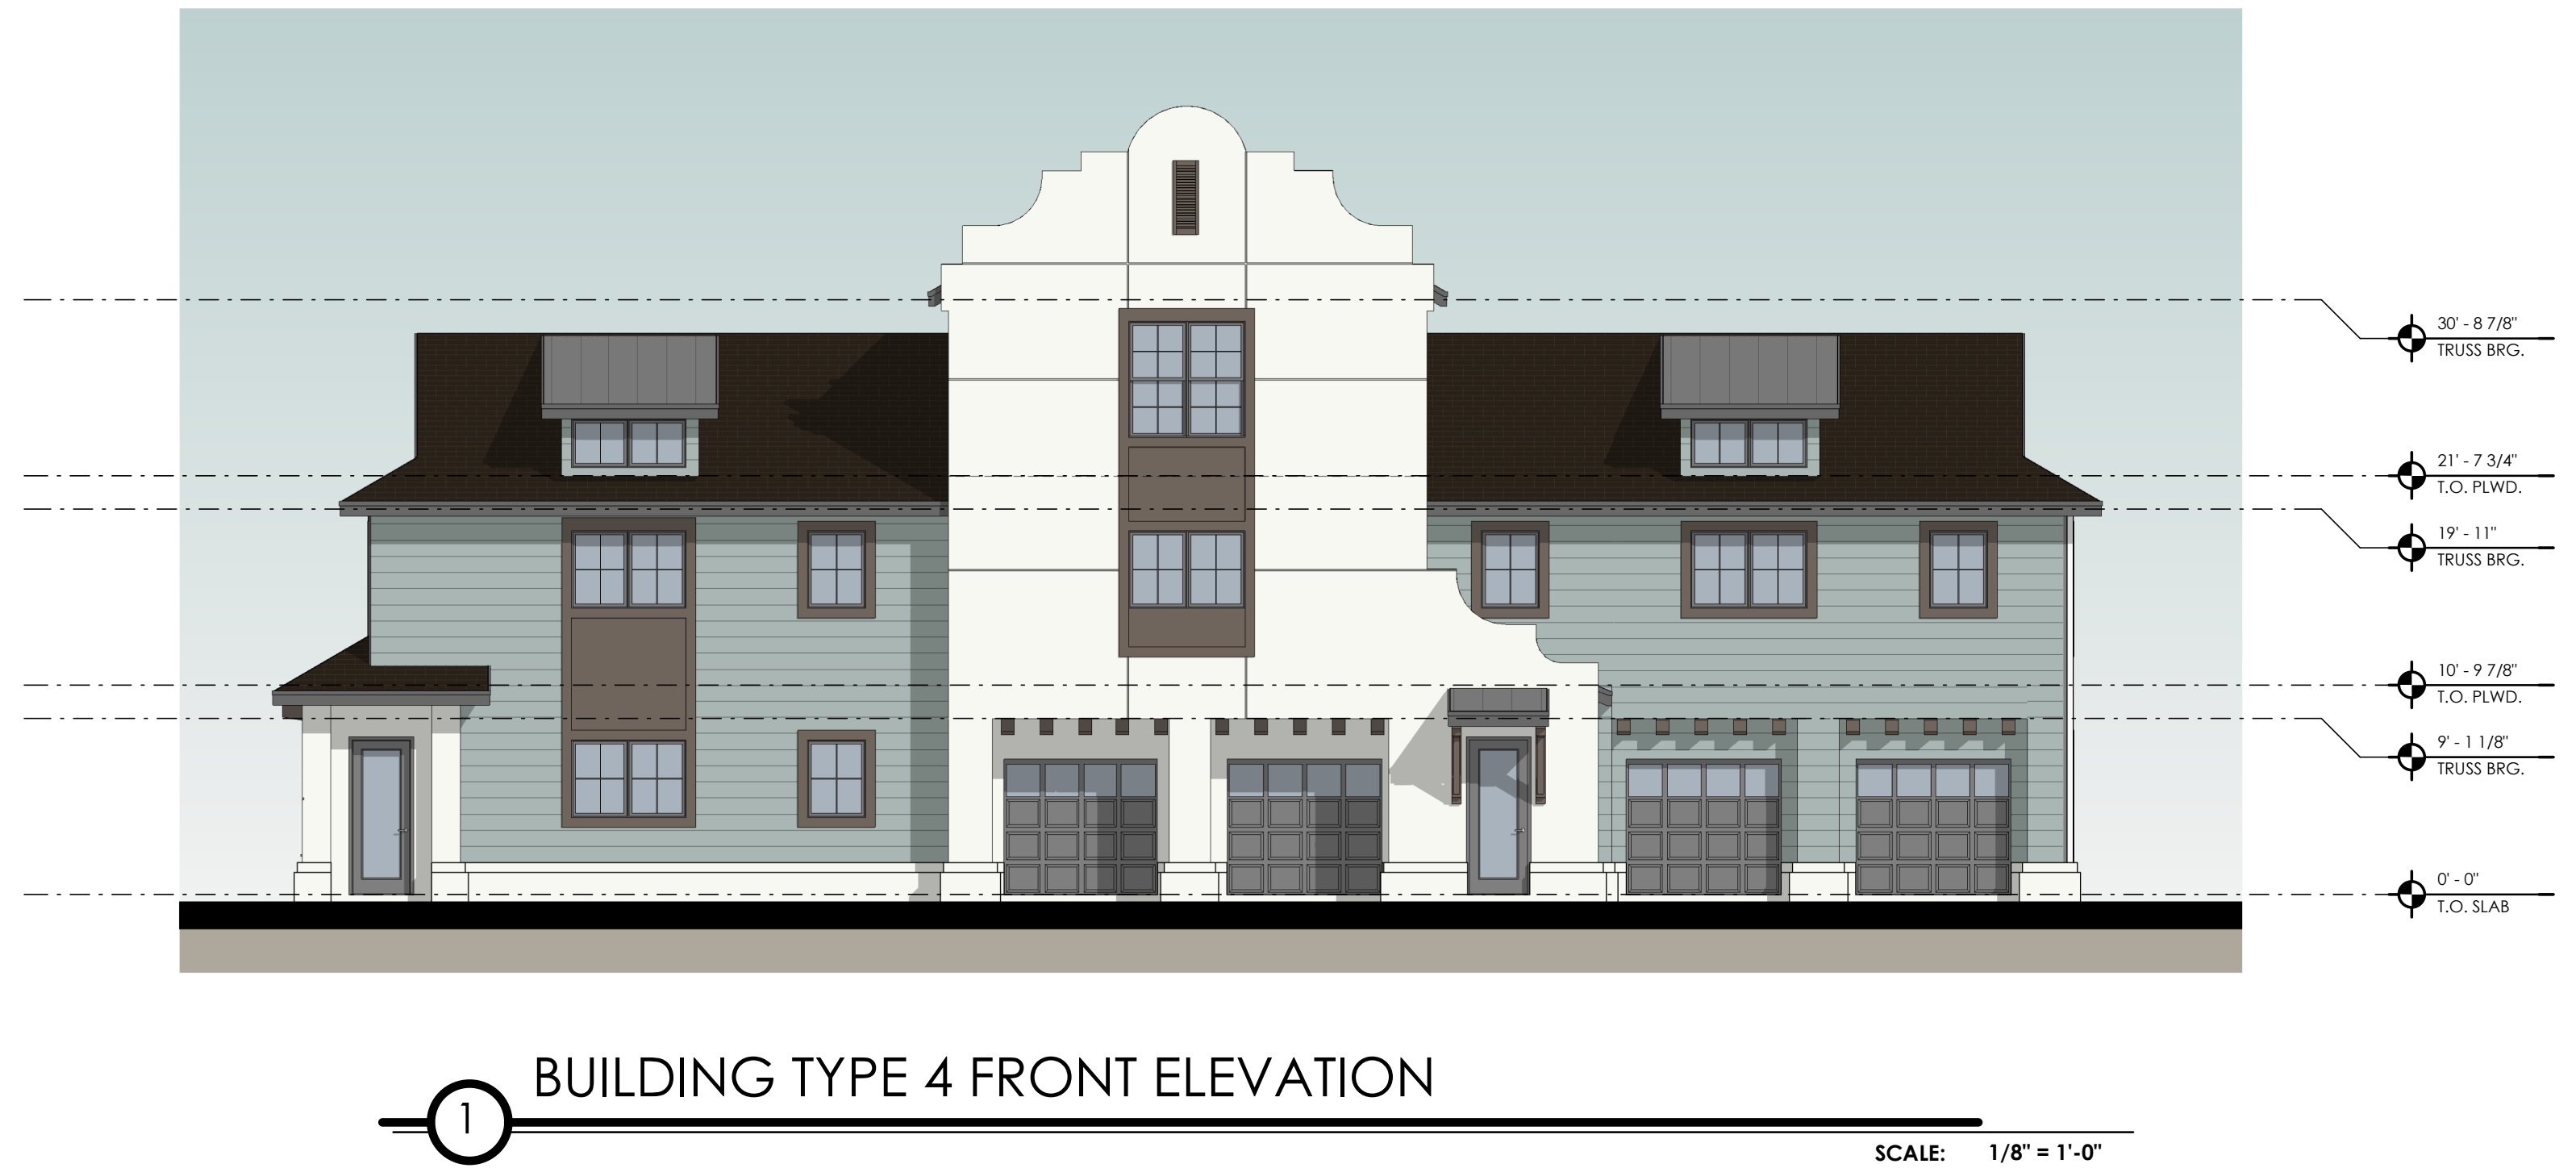 30' - 8 7/8"
TRUSS BRG.
21' - 7 3/4"
T.O. PLWD.
19' - 11"
TRUSS BRG.
10' - 9 7/8"
T.O. PLWD.
9' - 1 1/8"
TRUSS BRG.
0' - 0"
T.O. SLAB
BUILDING TYPE 4 FRONT ELEVATION
1
SCALE: 1/8" = 1'-0"